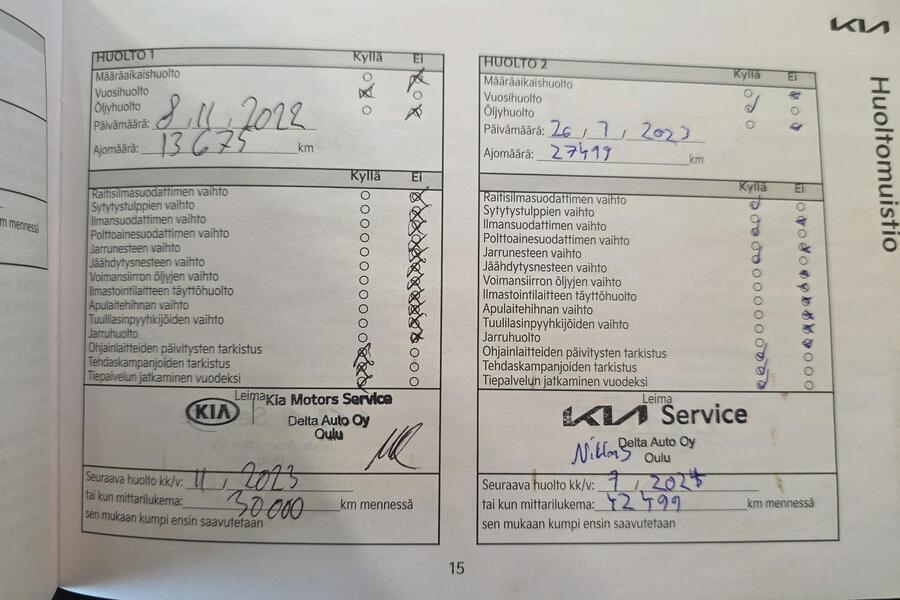 KIA
Huoltomuistio
m mennessä
HUOLTO 1 Kyllä Ei
Määräaikaishuolto
Vuosihuolto
Öljyhuolto
Päivämäärä: 8, 11, 2022
Ajomäärä: 13675 km
Kyllä Ei
Raitisilmasuodattimen vaihto
Sytytystulppien vaihto
Ilmansuodattimen vaihto
Polttoainesuodattimen vaihto
Jarrunesteen vaihto
Jäähdytysnesteen vaihto
Voimansiirron öljyjen vaihto
Ilmastointilaitteen täyttöhuolto
Apulaitehihnan vaihto
Tuulilasinpyyhkijöiden vaihto
Jarruhuolto
Ohjainlaitteiden päivitysten tarkistus
Tehdaskampanjoiden tarkistus
Tiepalvelun jatkaminen vuodeksi
Leima
KIA Kia Motors Service
Delta Auto Oy
Oulu
Seuraava huolto kk/v: 11, 2023
tai kun mittarilukema: 30000 km mennessä
sen mukaan kumpi ensin saavutetaan
HUOLTO 2 Kyllä Ei
Määräaikaishuolto
Vuosihuolto
Öljyhuolto
Päivämäärä: 26, 7, 2023
Ajomäärä: 27499 km
Kyllä Ei
Raitisilmasuodattimen vaihto
Sytytystulppien vaihto
Ilmansuodattimen vaihto
Polttoainesuodattimen vaihto
Jarrunesteen vaihto
Jäähdytysnesteen vaihto
Voimansiirron öljyjen vaihto
Ilmastointilaitteen täyttöhuolto
Apulaitehihnan vaihto
Tuulilasinpyyhkijöiden vaihto
Jarruhuolto
Ohjainlaitteiden päivitysten tarkistus
Tehdaskampanjoiden tarkistus
Tiepalvelun jatkaminen vuodeksi
Leima
KIA Service
Delta Auto Oy
Niklas Oulu
Seuraava huolto kk/v: 7, 2024
tai kun mittarilukema: 42499 km mennessä
sen mukaan kumpi ensin saavutetaan
15